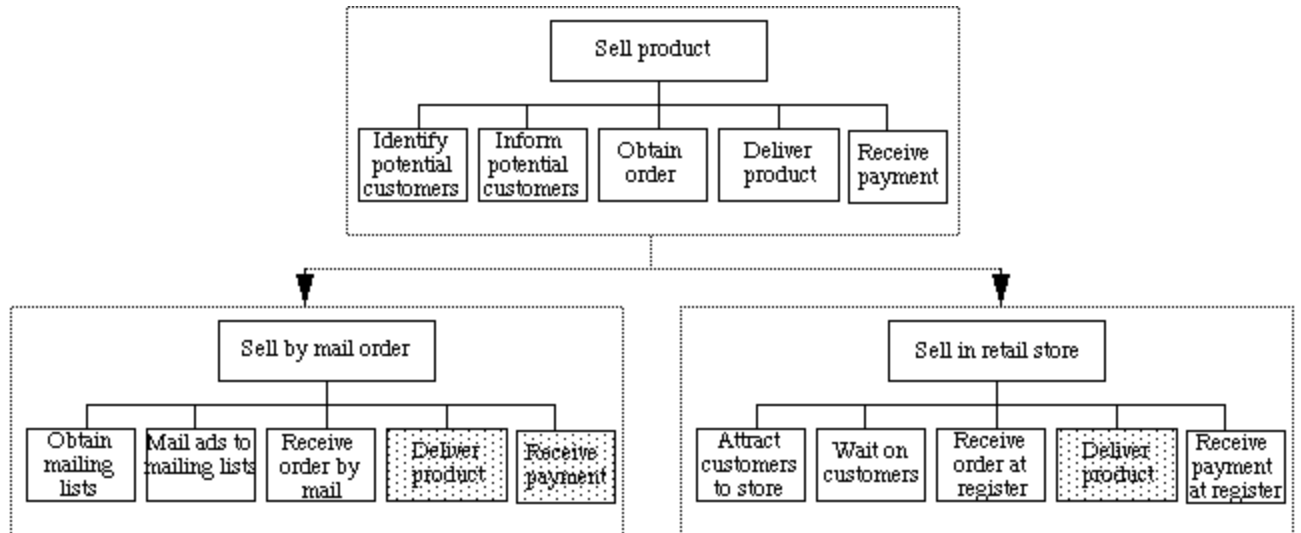 Sell product
Identify
potential
customers
Inform
potential
customers
Obtain
order
Deliver
product
Receive
payment
Sell by mail order
Obtain
mailing
lists
Mail ads to
mailing lists
Receive
order by
mail
Deliver
product
Receive
payment
Sell in retail store
Attract
customers
to store
Wait on
customers
Receive
order at
register
Deliver
product
Receive
payment
at register